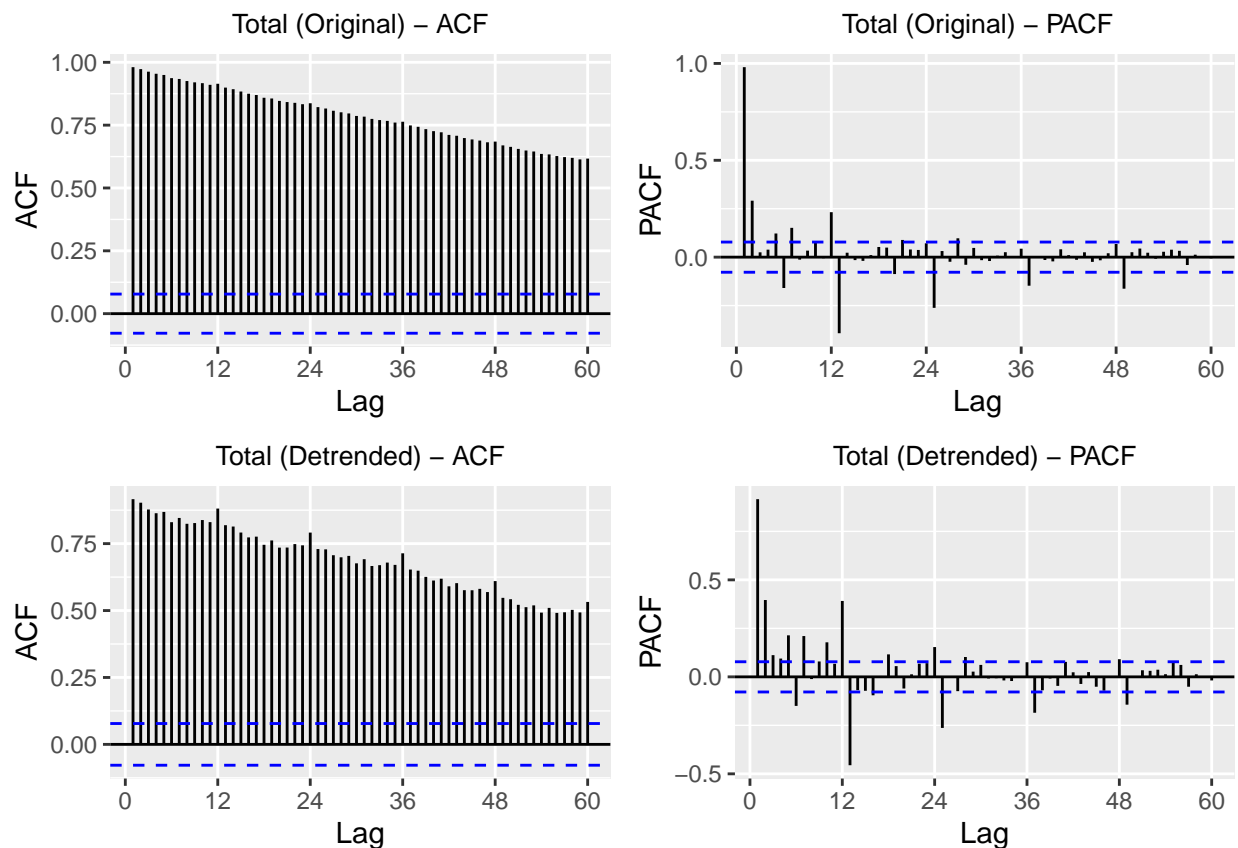 Total (Original) – ACF
1.00
0.75
0.50
0.25
0.00
ACF
0 12 24 36 48 60
Lag
Total (Original) – PACF
1.0
0.5
0.0
PACF
0 12 24 36 48 60
Lag
Total (Detrended) – ACF
0.75
0.50
0.25
0.00
ACF
0 12 24 36 48 60
Lag
Total (Detrended) – PACF
0.5
0.0
−0.5
PACF
0 12 24 36 48 60
Lag